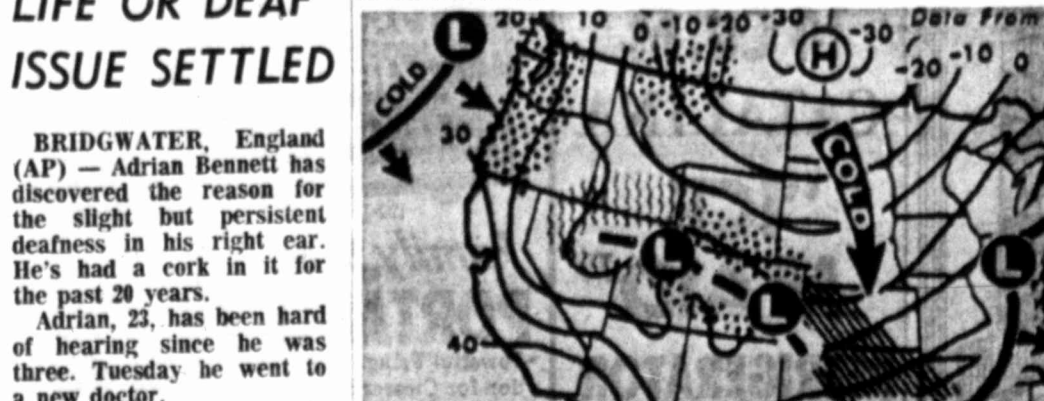 LIFE OR DEAF
ISSUE SETTLED
BRIDGWATER, England
(AP) — Adrian Bennett has
discovered the reason for
the slight but persistent
deafness in his right ear.
He's had a cork in it for
the past 20 years.
Adrian, 23, has been hard
of hearing since he was
three. Tuesday he went to
a new doctor.
20 10 0 -10 -20 -30 Data From
L H -30
-20 -10 0
COLD
30
COLD
L L
L
40